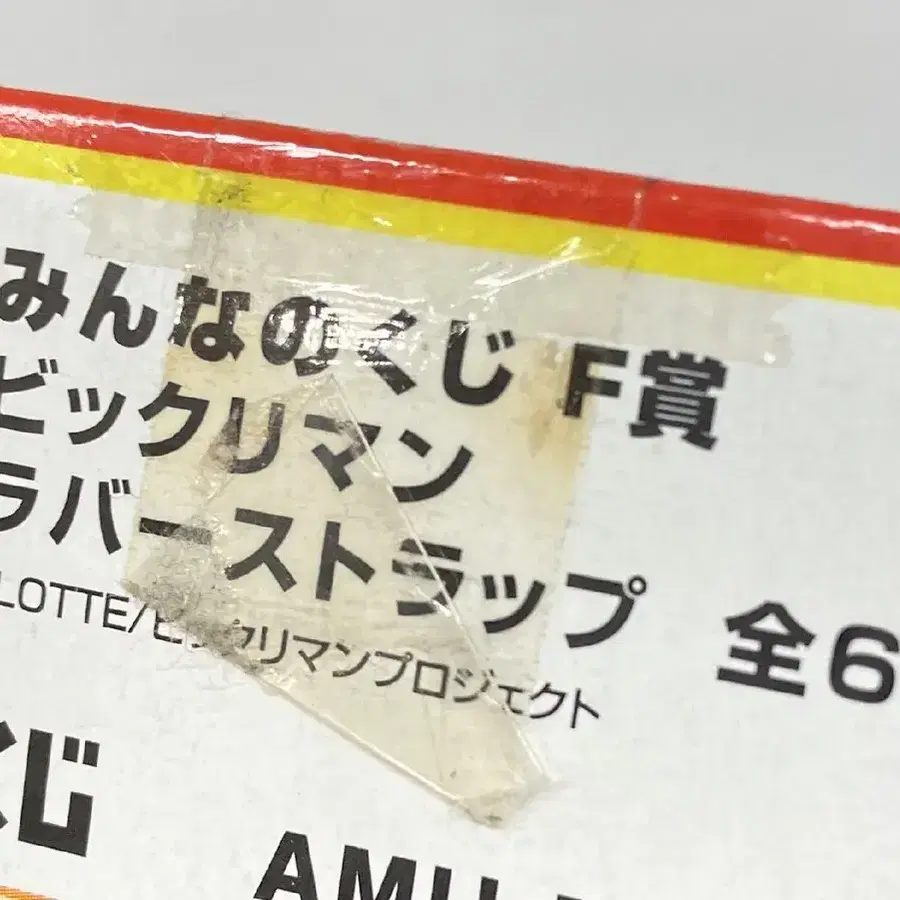 みんなのくじ F賞
ビックリマン
ラバーストラップ 全6
LOTTE/ビックリマンプロジェクト
くじ
AMU